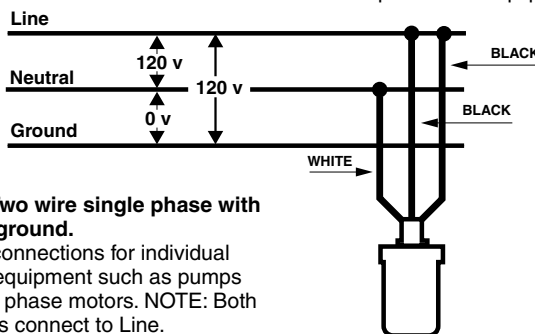 Line
120 v
BLACK
Neutral
120 v
0 v
BLACK
Ground
WHITE
wo wire single phase with
ground.
connections for individual
equipment such as pumps
phase motors. NOTE: Both
s connect to Line.